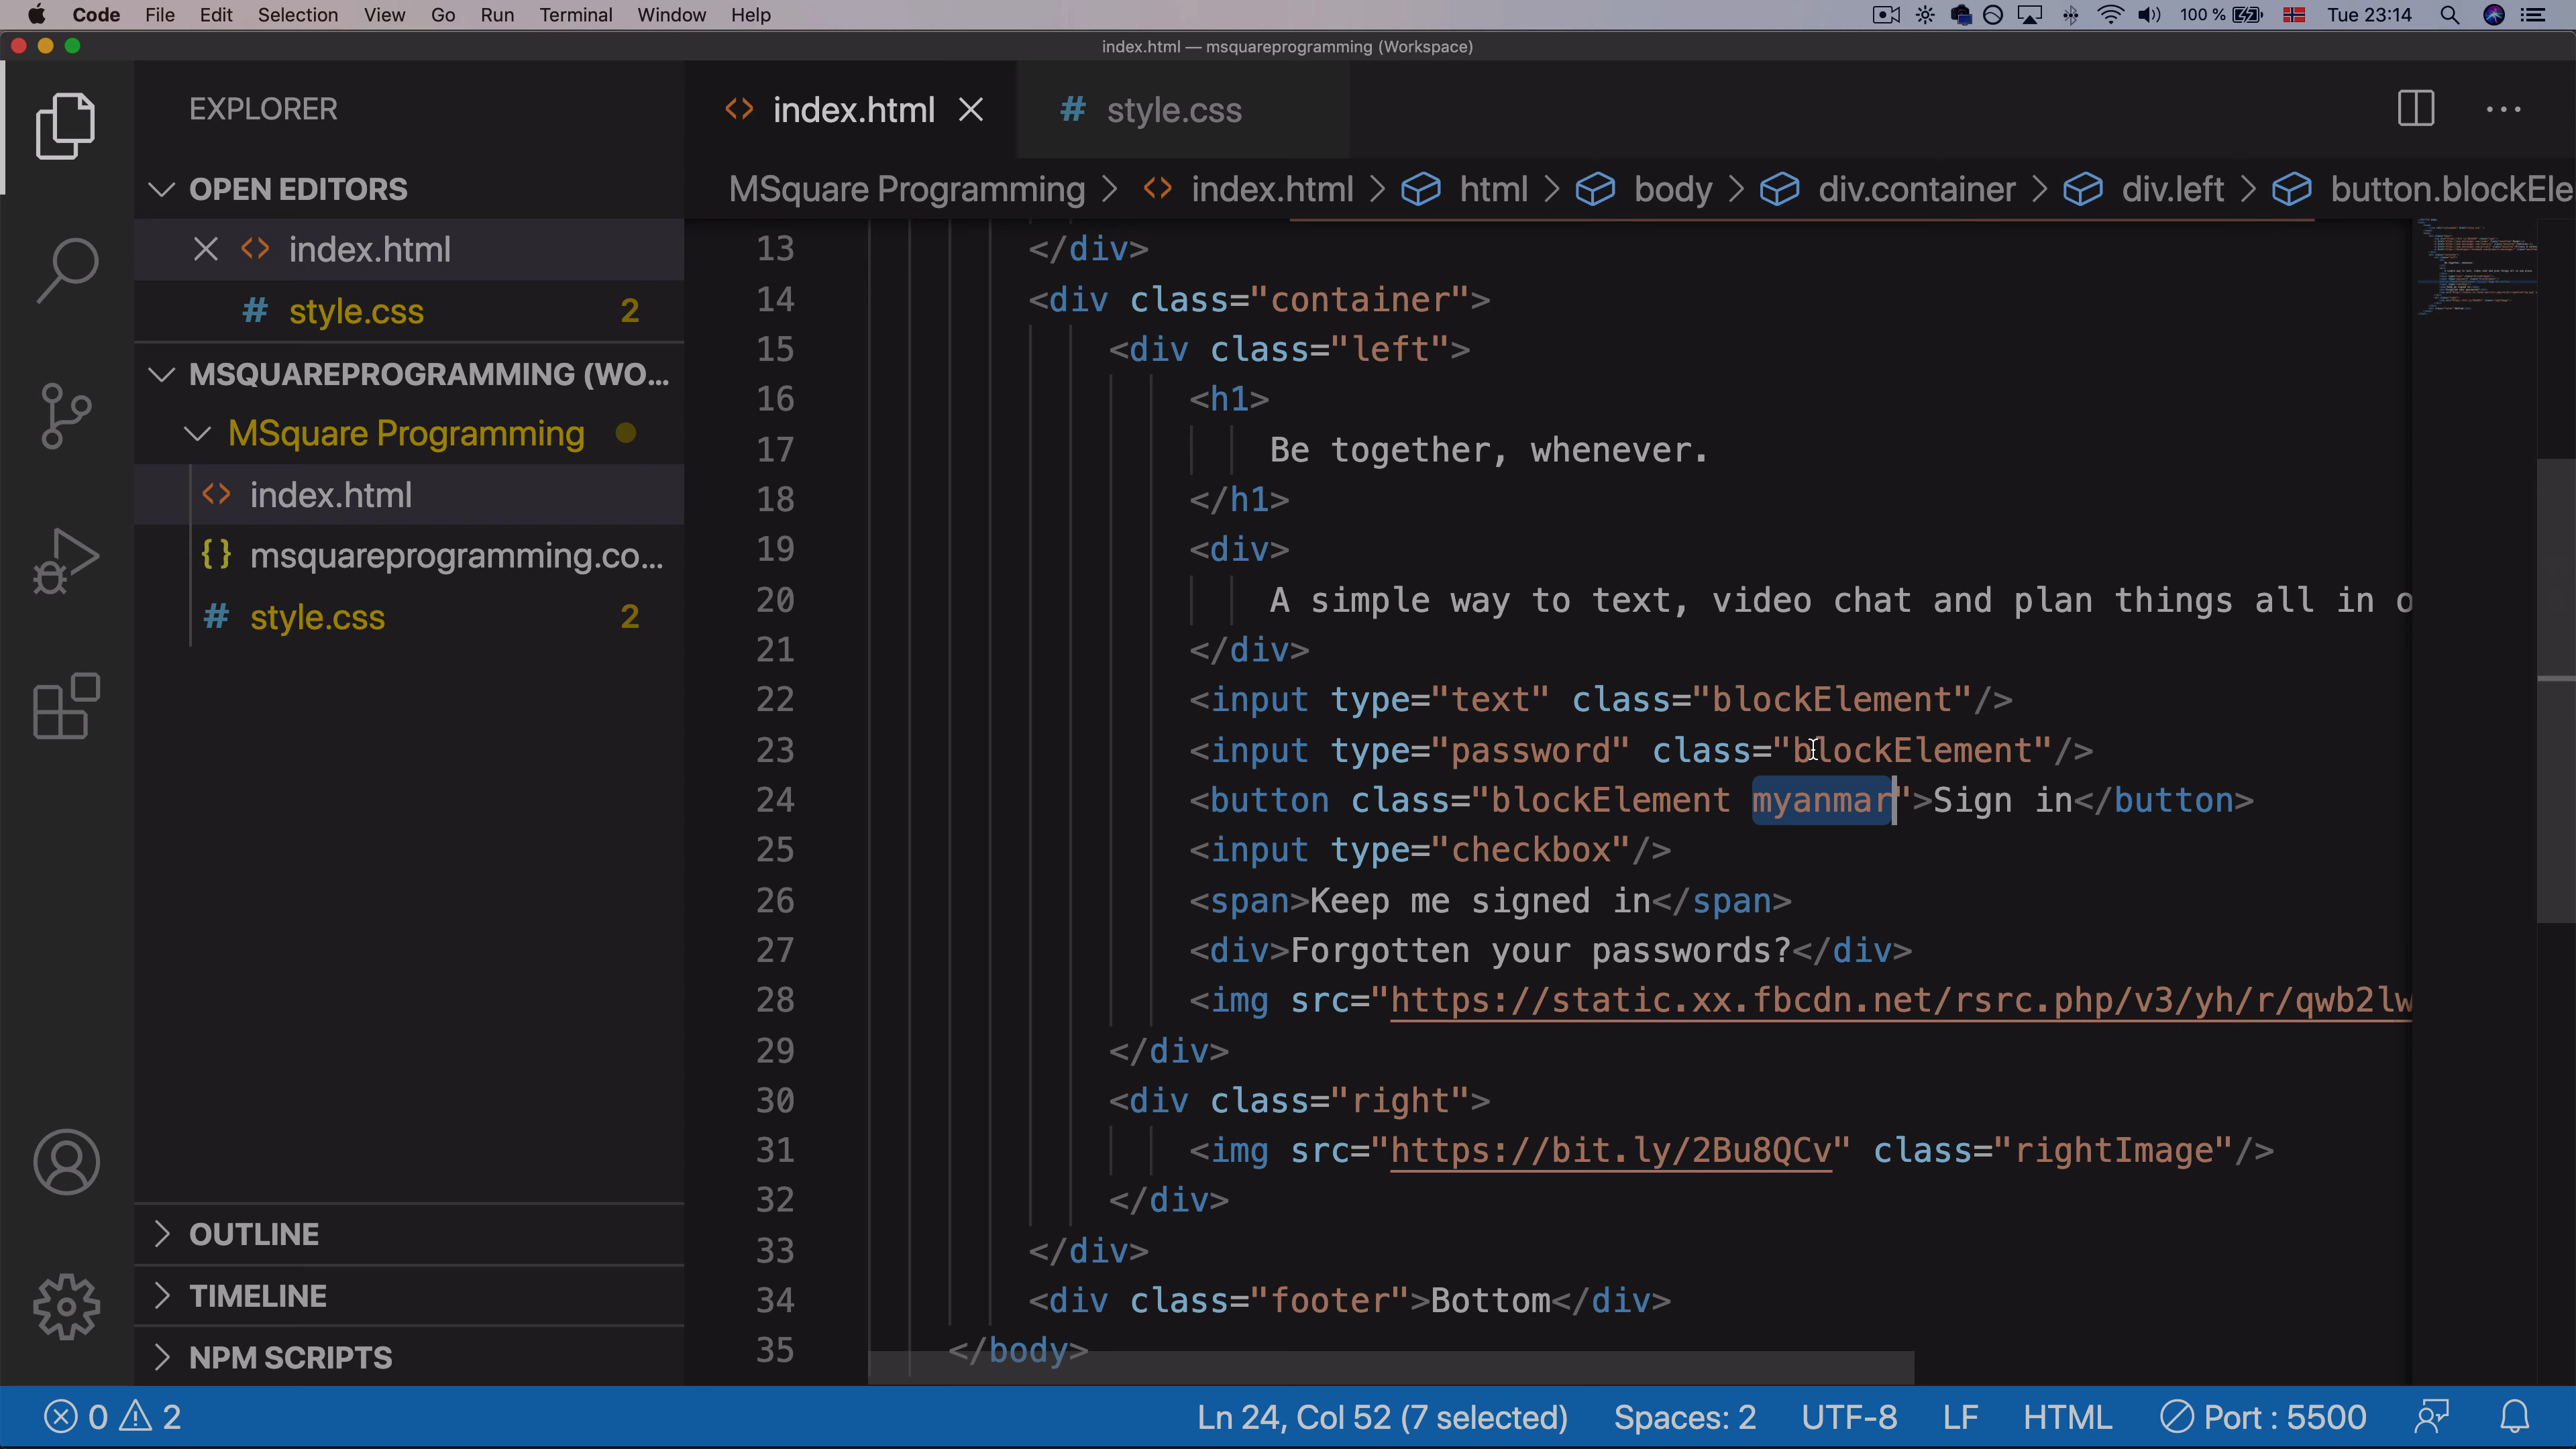 Code File Edit Selection View Go Run Terminal Window Help 100 % Tue 23:14
index.html — msquareprogramming (Workspace)
EXPLORER
OPEN EDITORS
index.html
style.css 2
MSQUAREPROGRAMMING (WO...
MSquare Programming
index.html
msquareprogramming.co...
style.css 2
OUTLINE
TIMELINE
NPM SCRIPTS
index.html style.css
MSquare Programming > index.html > html > body > div.container > div.left > button.blockEle
13 </div>
14 <div class="container">
15 <div class="left">
16 <h1>
17 Be together, whenever.
18 </h1>
19 <div>
20 A simple way to text, video chat and plan things all in o
21 </div>
22 <input type="text" class="blockElement"/>
23 <input type="password" class="blockElement"/>
24 <button class="blockElement myanmar">Sign in</button>
25 <input type="checkbox"/>
26 <span>Keep me signed in</span>
27 <div>Forgotten your passwords?</div>
28 <img src="https://static.xx.fbcdn.net/rsrc.php/v3/yh/r/qwb2lw
29 </div>
30 <div class="right">
31 <img src="https://bit.ly/2Bu8QCv" class="rightImage"/>
32 </div>
33 </div>
34 <div class="footer">Bottom</div>
35 </body>
0 2 Ln 24, Col 52 (7 selected) Spaces: 2 UTF-8 LF HTML Port : 5500